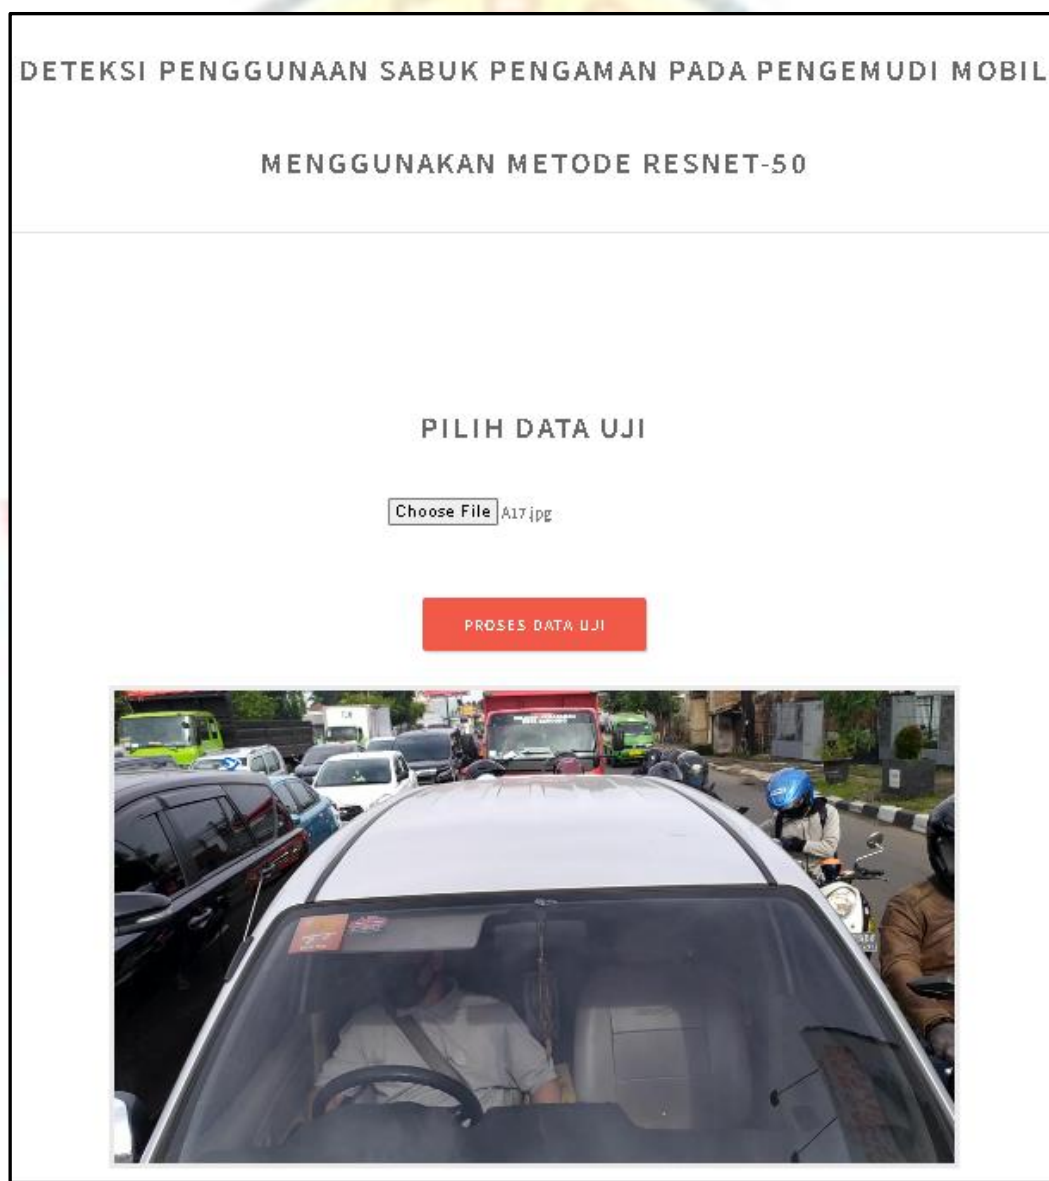 DETEKSI PENGGUNAAN SABUK PENGAMAN PADA PENGEMUDI MOBIL
MENGGUNAKAN METODE RESNET-50
PILIH DATA UJI
Choose File A17.jpg
PROSES DATA UJI